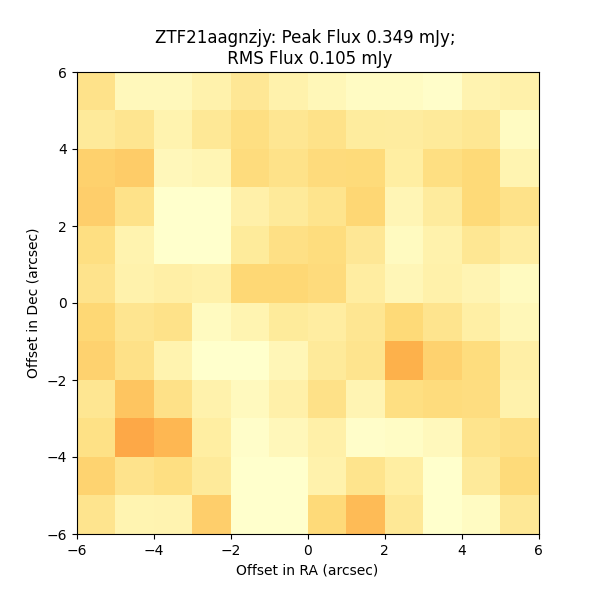 ZTF21aagnzjy: Peak Flux 0.349 mJy;
RMS Flux 0.105 mJy
6
4
2
0
−2
−4
−6
Offset in Dec (arcsec)
−6 −4 −2 0 2 4 6
Offset in RA (arcsec)